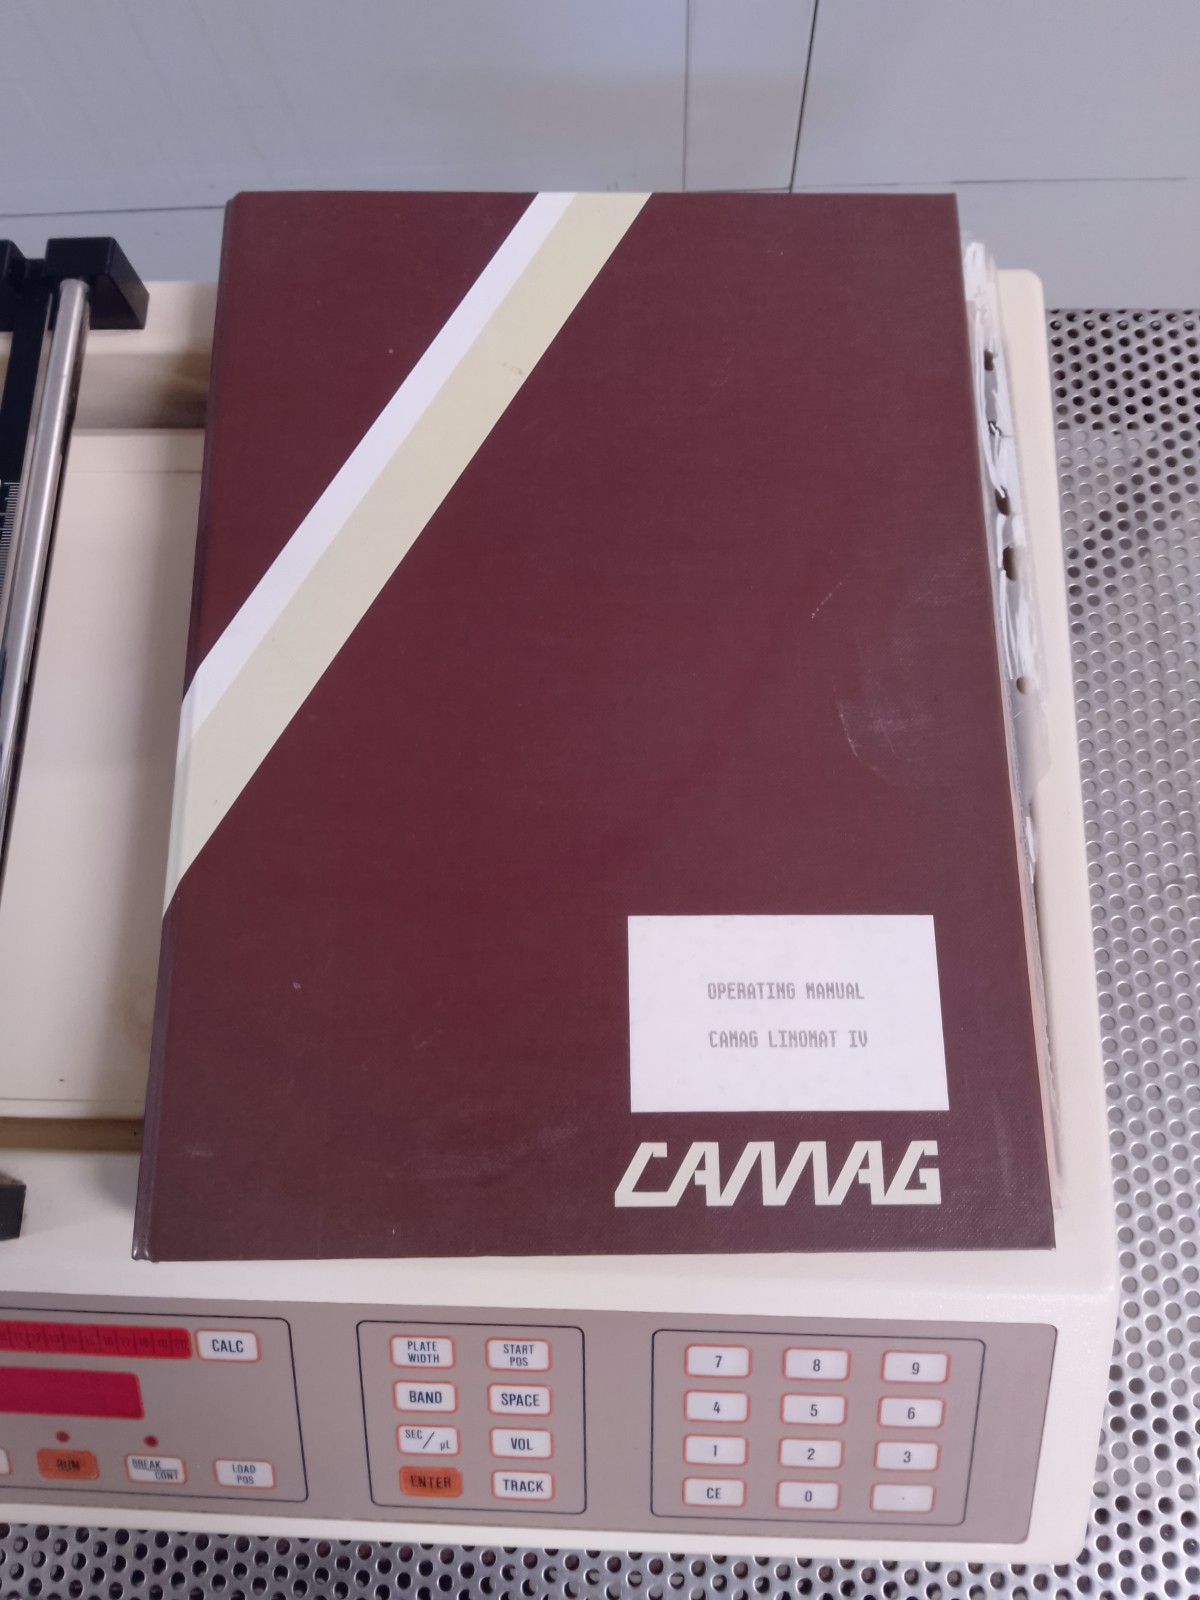 OPERATING MANUAL
CAMAG LINOMAT IV
CAMAG
CALC
RUN
BREAK
CONT
LOAD
POS
PLATE
WIDTH
START
POS
BAND
SPACE
SEC/µL
VOL
ENTER
TRACK
7 8 9
4 5 6
1 2 3
CE 0 .